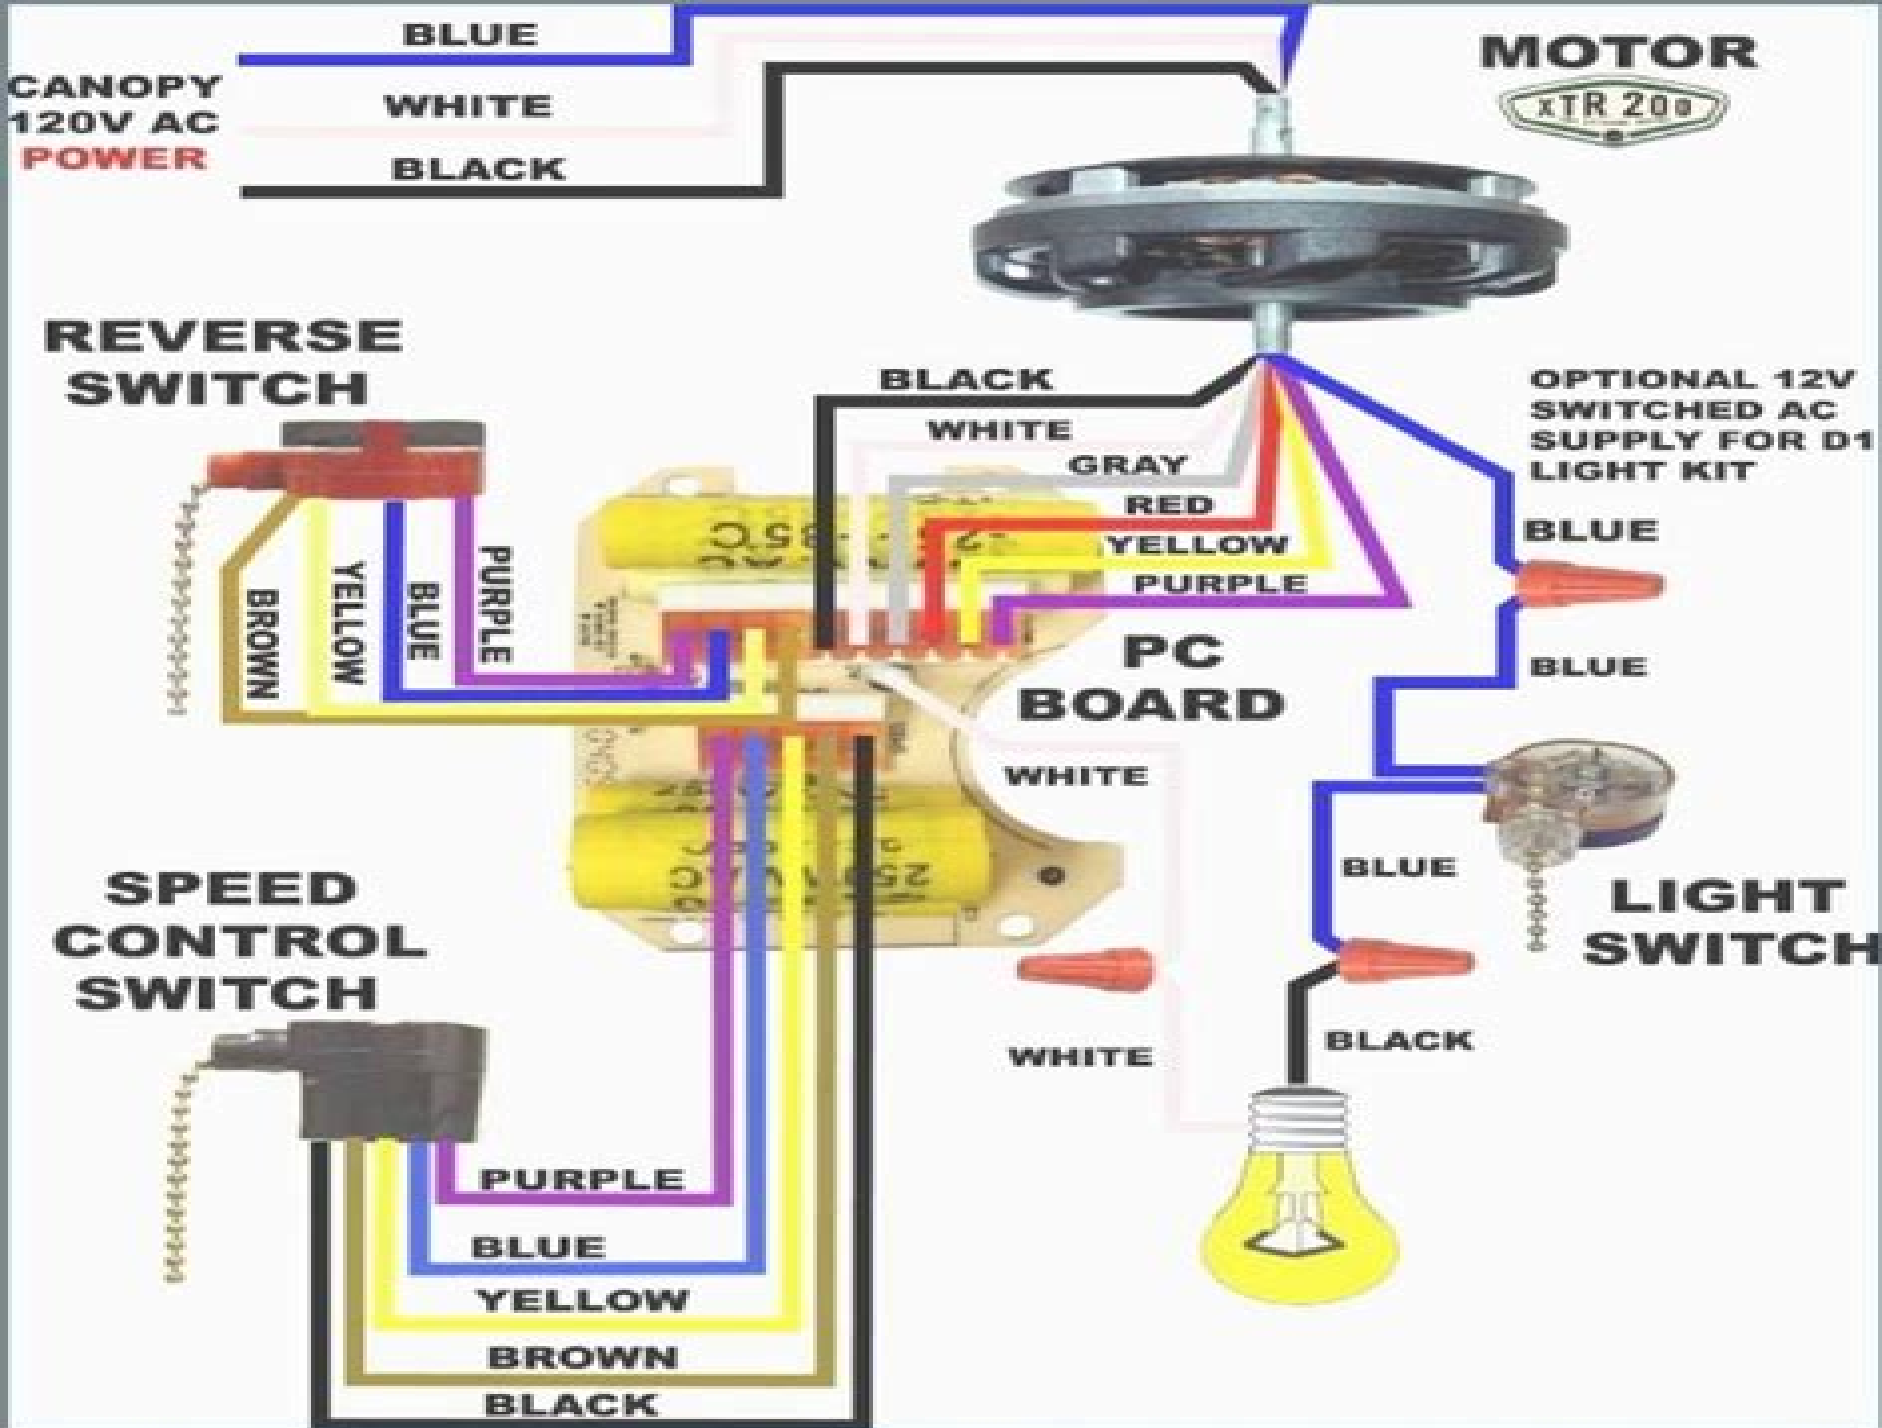 BLUE
CANOPY
120V AC
POWER
WHITE
BLACK
MOTOR
XTR 200
REVERSE
SWITCH
BLACK
WHITE
GRAY
RED
YELLOW
PURPLE
OPTIONAL 12V
SWITCHED AC
SUPPLY FOR D1
LIGHT KIT
BLUE
BLUE
BROWN
YELLOW
BLUE
PURPLE
PC
BOARD
WHITE
BLUE
LIGHT
SWITCH
SPEED
CONTROL
SWITCH
WHITE
BLACK
PURPLE
BLUE
YELLOW
BROWN
BLACK